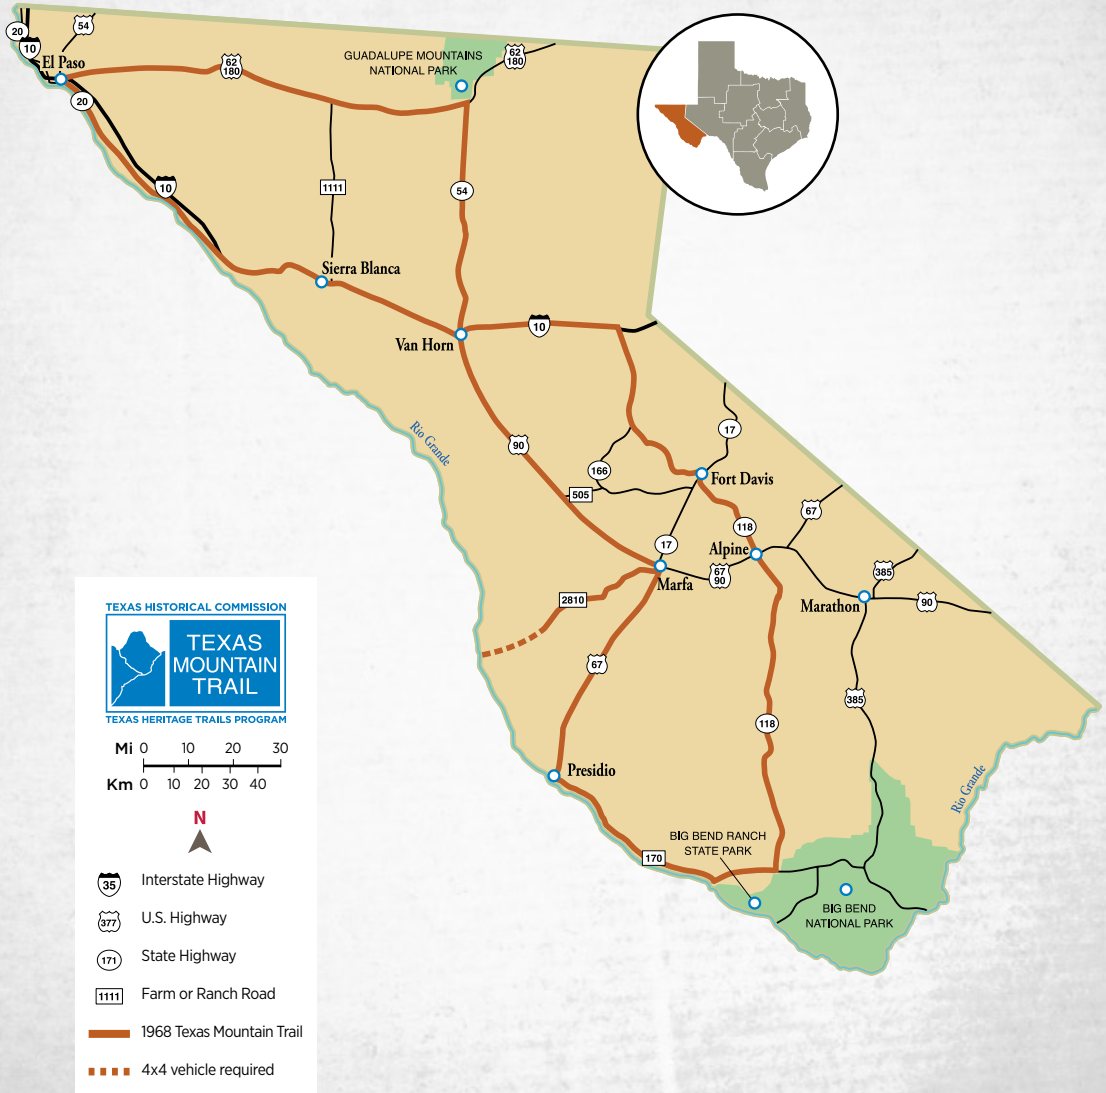 20
10
54
El Paso
20
62
180
GUADALUPE MOUNTAINS
NATIONAL PARK
62
180
10
1111
54
Sierra Blanca
Van Horn
10
Rio Grande
90
17
166
505
Fort Davis
118
67
17
Alpine
67
90
Marfa
385
Marathon
90
2810
67
385
118
Presidio
Rio Grande
BIG BEND RANCH
STATE PARK
170
BIG BEND
NATIONAL PARK
TEXAS HISTORICAL COMMISSION
TEXAS
MOUNTAIN
TRAIL
TEXAS HERITAGE TRAILS PROGRAM
Mi 0 10 20 30
Km 0 10 20 30 40
N
35 Interstate Highway
377 U.S. Highway
171 State Highway
1111 Farm or Ranch Road
1968 Texas Mountain Trail
4x4 vehicle required